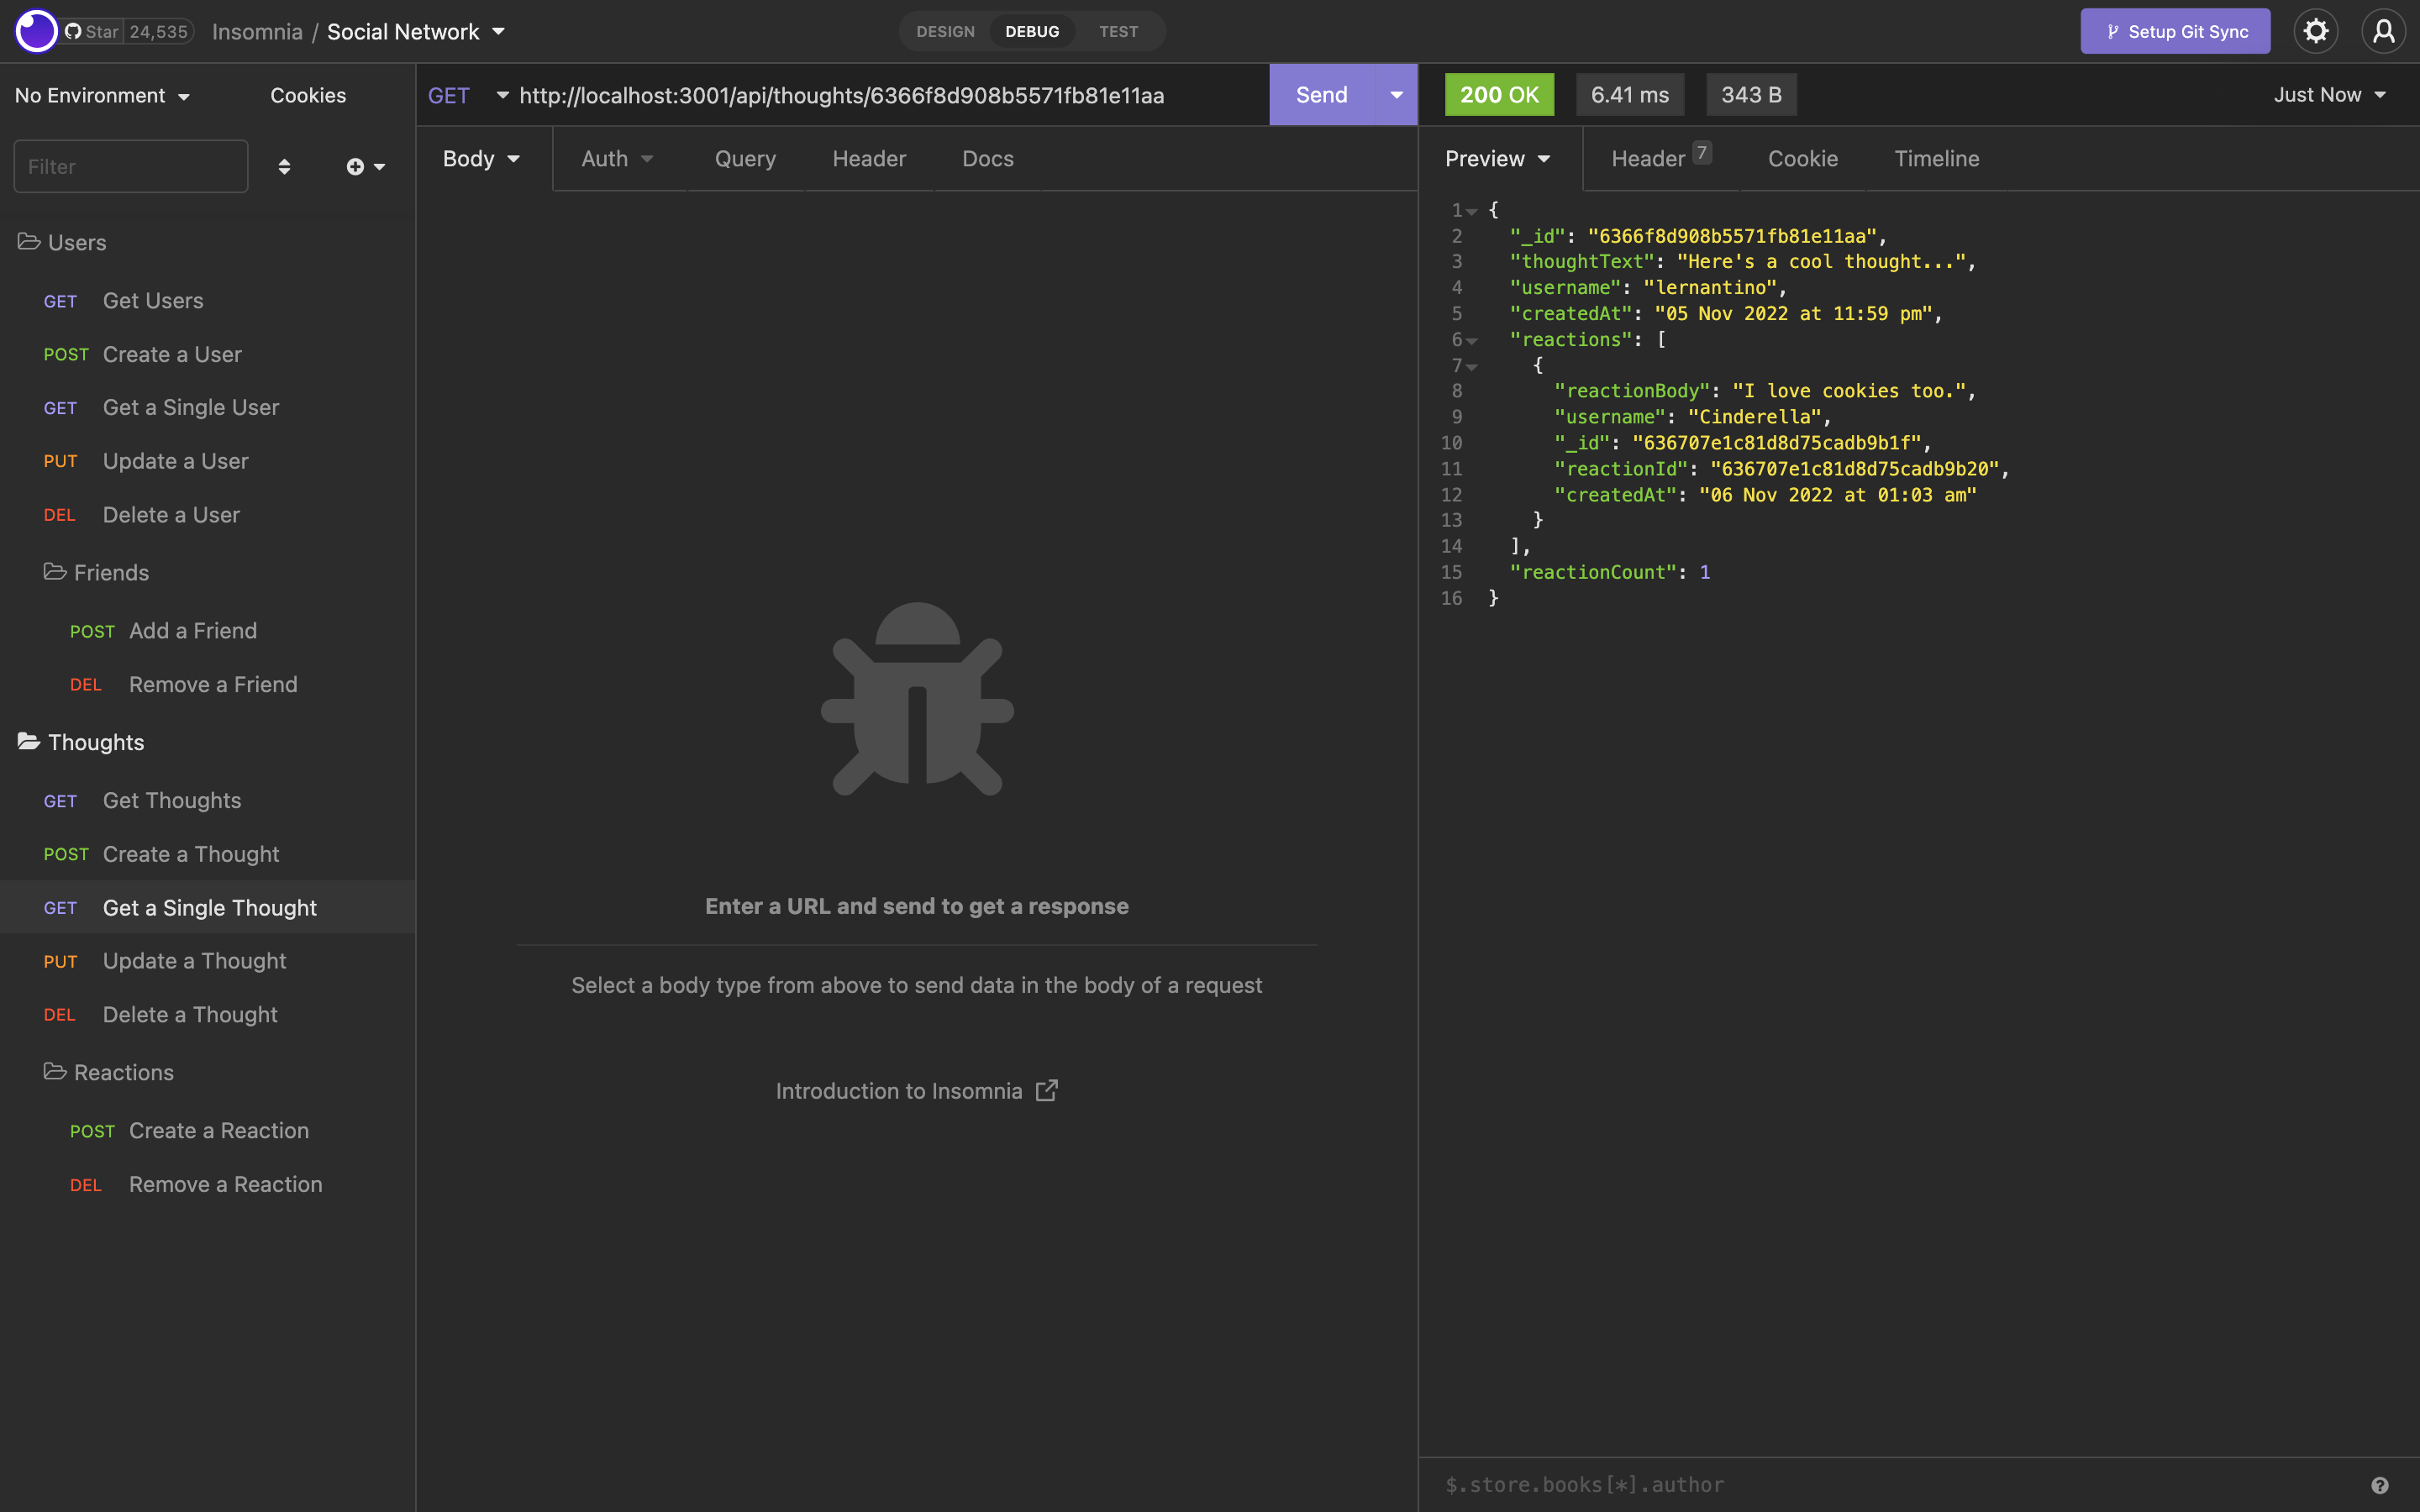 Star 24,535 Insomnia / Social Network DESIGN DEBUG TEST Setup Git Sync
No Environment Cookies
Filter
Users
GET Get Users
POST Create a User
GET Get a Single User
PUT Update a User
DEL Delete a User
Friends
POST Add a Friend
DEL Remove a Friend
Thoughts
GET Get Thoughts
POST Create a Thought
GET Get a Single Thought
PUT Update a Thought
DEL Delete a Thought
Reactions
POST Create a Reaction
DEL Remove a Reaction
GET http://localhost:3001/api/thoughts/6366f8d908b5571fb81e11aa Send
Body Auth Query Header Docs
Enter a URL and send to get a response
Select a body type from above to send data in the body of a request
Introduction to Insomnia
200 OK 6.41 ms 343 B Just Now
Preview Header 7 Cookie Timeline
1 {
2 "_id": "6366f8d908b5571fb81e11aa",
3 "thoughtText": "Here's a cool thought...",
4 "username": "lernantino",
5 "createdAt": "05 Nov 2022 at 11:59 pm",
6 "reactions": [
7 {
8 "reactionBody": "I love cookies too.",
9 "username": "Cinderella",
10 "_id": "636707e1c81d8d75cadb9b1f",
11 "reactionId": "636707e1c81d8d75cadb9b20",
12 "createdAt": "06 Nov 2022 at 01:03 am"
13 }
14 ],
15 "reactionCount": 1
16 }
$.store.books[*].author